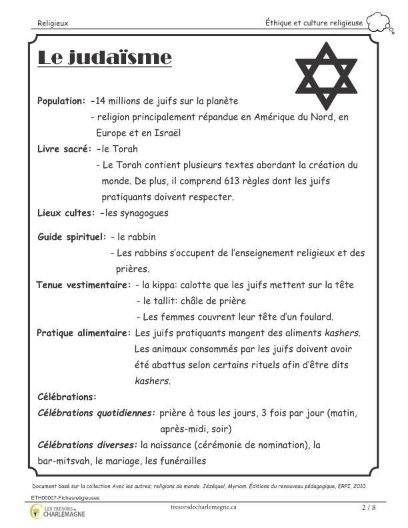 Religieux Éthique et culture religieuse
Le judaïsme
Population: -14 millions de juifs sur la planète
- religion principalement répandue en Amérique du Nord, en
Europe et en Israël
Livre sacré: -le Torah
- Le Torah contient plusieurs textes abordant la création du
monde. De plus, il comprend 613 règles dont les juifs
pratiquants doivent respecter.
Lieux cultes: -les synagogues
Guide spirituel: - le rabbin
- Les rabbins s'occupent de l'enseignement religieux et des
prières.
Tenue vestimentaire: - la kippa: calotte que les juifs mettent sur la tête
- le tallit: châle de prière
- Les femmes couvrent leur tête d'un foulard.
Pratique alimentaire: Les juifs pratiquants mangent des aliments kashers.
Les animaux consommés par les juifs doivent avoir
été abattus selon certains rituels afin d'être dits
kashers.
Célébrations:
Célébrations quotidiennes: prière à tous les jours, 3 fois par jour (matin,
après-midi, soir)
Célébrations diverses: la naissance (cérémonie de nomination), la
bar-mitsvah, le mariage, les funérailles
Document basé sur la collection Avec les autres; religions du monde. Jézéquel, Myriam. Éditions du renouveau pédagogique, ERPI, 2010.
ETH00007-Fichesreligieuses
LES TRÉSORS DE
CHARLEMAGNE tresorsdecharlemagne.ca 2 / 8